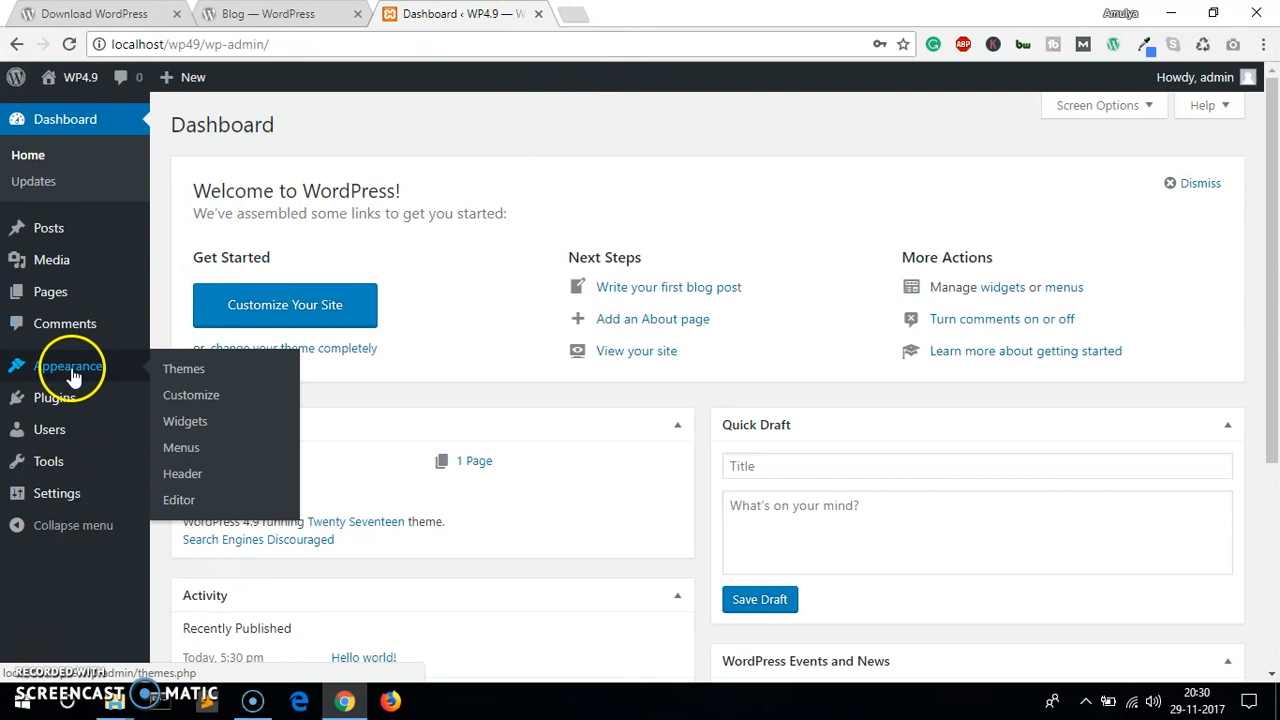 Download WordPress
Blog — WordPress
Dashboard ‹ WP4.9 — W
Amulya
localhost/wp49/wp-admin/
WP4.9
0
New
Howdy, admin
Dashboard
Home
Updates
Posts
Media
Pages
Comments
Appearance
Plugins
Users
Tools
Settings
Collapse menu
Themes
Customize
Widgets
Menus
Header
Editor
Dashboard
Screen Options
Help
Welcome to WordPress!
Dismiss
We've assembled some links to get you started:
Get Started
Customize Your Site
or, change your theme completely
Next Steps
Write your first blog post
Add an About page
View your site
More Actions
Manage widgets or menus
Turn comments on or off
Learn more about getting started
1 Page
WordPress 4.9 running Twenty Seventeen theme.
Search Engines Discouraged
Activity
Recently Published
Today, 5:30 pm
Hello world!
Quick Draft
Title
What's on your mind?
Save Draft
WordPress Events and News
admin/themes.php
RECORDED WITH
SCREENCAST MATIC
20:30
29-11-2017